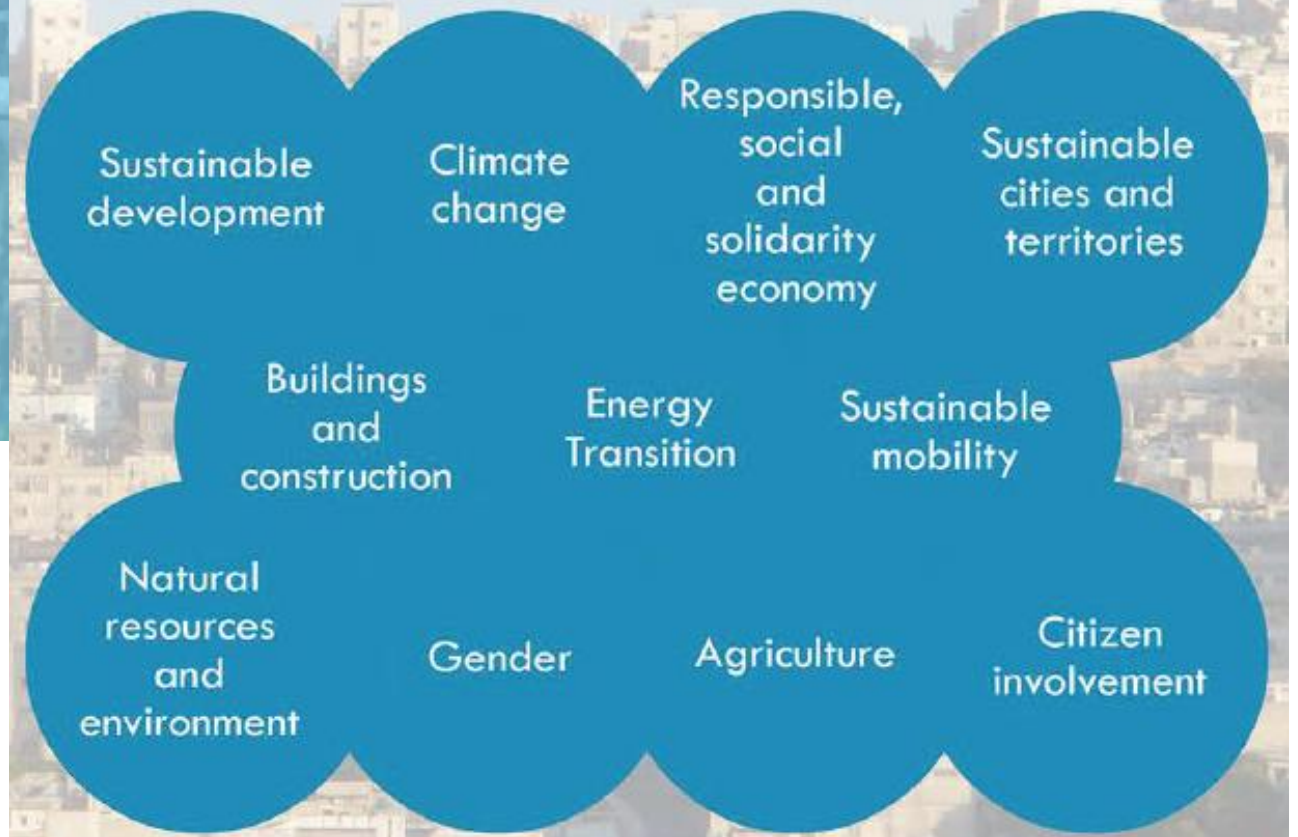 Sustainable
development
Climate
change
Responsible,
social
and
solidarity
economy
Sustainable
cities and
territories
Buildings
and
construction
Energy
Transition
Sustainable
mobility
Natural
resources
and
environment
Gender
Agriculture
Citizen
involvement